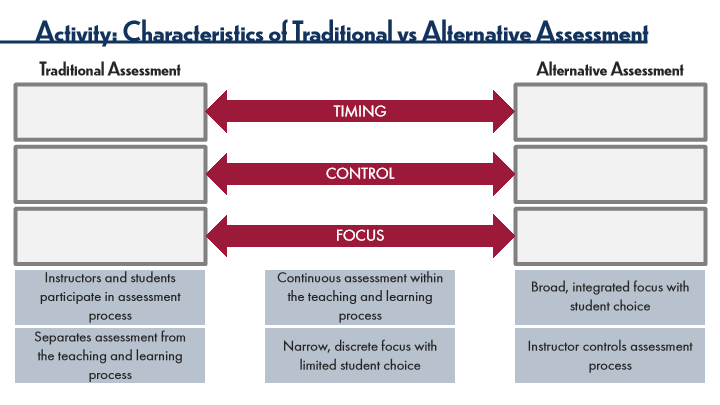 Activity: Characteristics of Traditional vs Alternative Assessment
Traditional Assessment
Alternative Assessment
TIMING
CONTROL
FOCUS
Instructors and students
participate in assessment
process
Continuous assessment within
the teaching and learning
process
Broad, integrated focus with
student choice
Separates assessment from
the teaching and learning
process
Narrow, discrete focus with
limited student choice
Instructor controls assessment
process